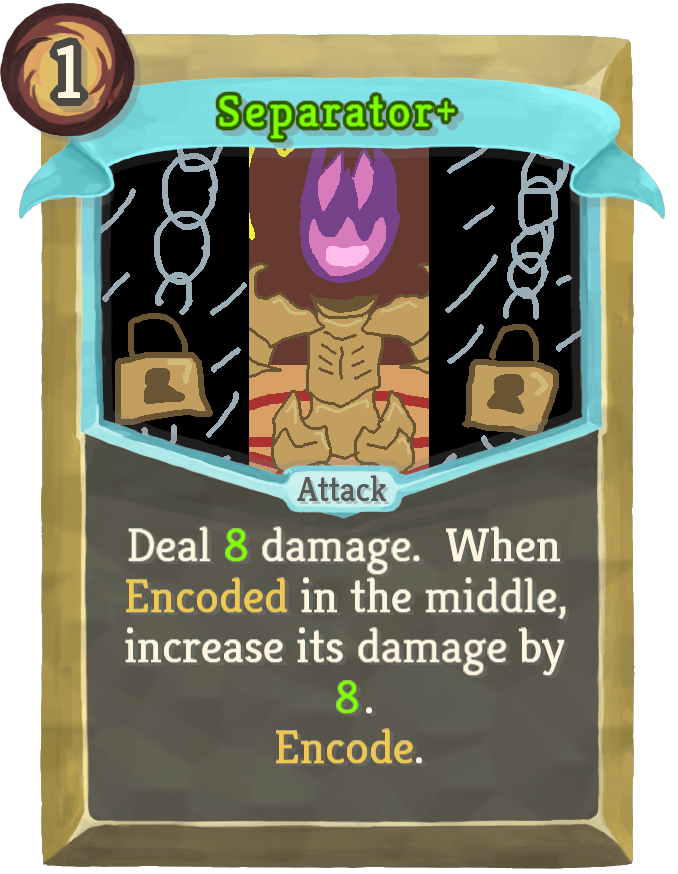 1
Separator+
Attack
Deal 8 damage. When
Encoded in the middle,
increase its damage by
8.
Encode.